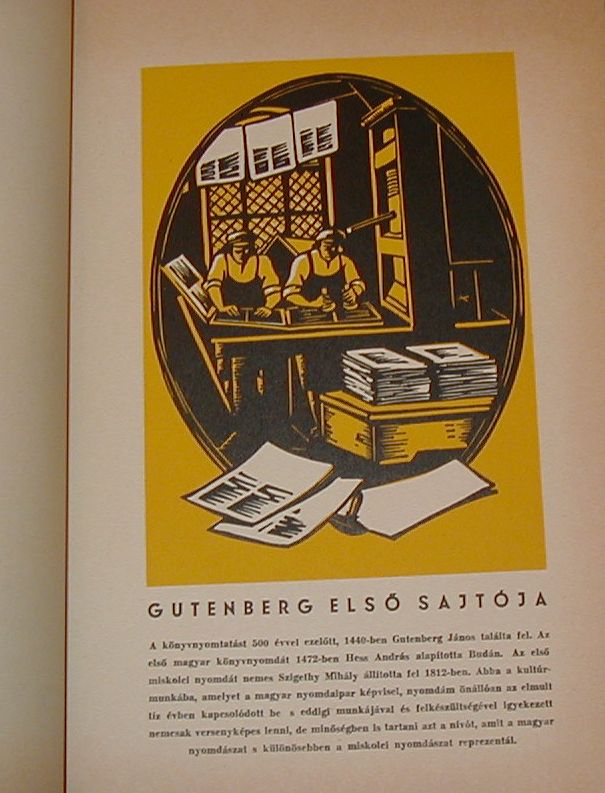 GUTENBERG ELSŐ SAJTÓJA
A könyvnyomtatást 500 évvel ezelőtt, 1440-ben Gutenberg János találta fel. Az
első magyar könyvnyomdát 1472-ben Hess András alapította Budán. Az első
miskolci nyomdát nemes Szigethy Mihály állította fel 1812-ben. Abba a kultúr-
munkába, amelyet a magyar nyomdaipar képvisel, nyomdám önállóan az elmult
tíz évben kapcsolódott be s eddigi munkájával és felkészültségével igyekezett
nemcsak versenyképes lenni, de minőségben is tartani azt a nívót, amit a magyar
nyomdászat s különösebben a miskolci nyomdászat reprezentál.